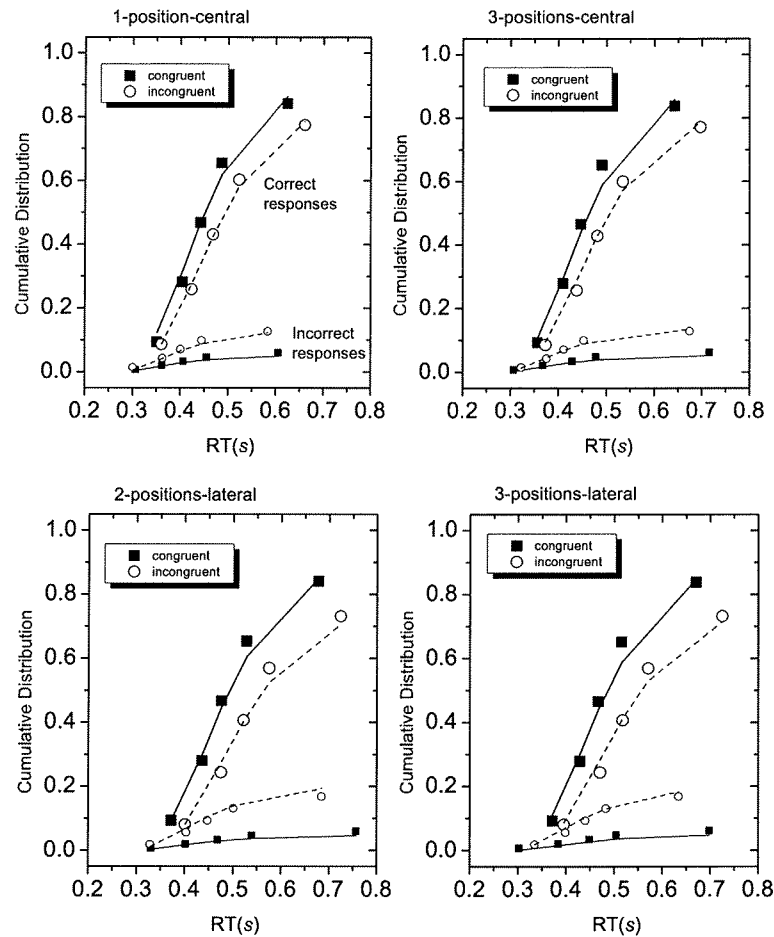 1-position-central
1.0
0.8
0.6
0.4
0.2
0.0
Cumulative Distribution
congruent
incongruent
Correct
responses
Incorrect
responses
0.2 0.3 0.4 0.5 0.6 0.7 0.8
RT(s)
3-positions-central
1.0
0.8
0.6
0.4
0.2
0.0
Cumulative Distribution
congruent
incongruent
0.2 0.3 0.4 0.5 0.6 0.7 0.8
RT(s)
2-positions-lateral
1.0
0.8
0.6
0.4
0.2
0.0
Cumulative Distribution
congruent
incongruent
0.2 0.3 0.4 0.5 0.6 0.7 0.8
RT(s)
3-positions-lateral
1.0
0.8
0.6
0.4
0.2
0.0
Cumulative Distribution
congruent
incongruent
0.2 0.3 0.4 0.5 0.6 0.7 0.8
RT(s)